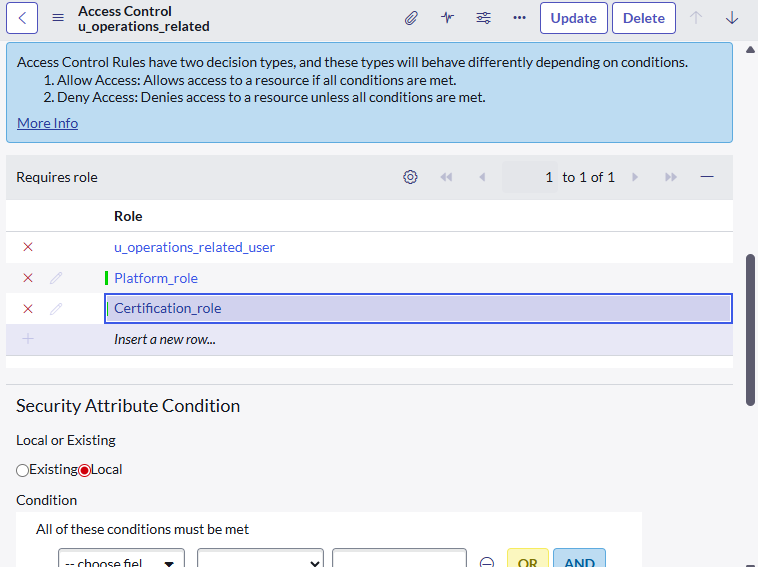 Access Control
u_operations_related
Update
Delete
Access Control Rules have two decision types, and these types will behave differently depending on conditions.
1. Allow Access: Allows access to a resource if all conditions are met.
2. Deny Access: Denies access to a resource unless all conditions are met.
More Info
Requires role
1 to 1 of 1
Role
u_operations_related_user
Platform_role
Certification_role
Insert a new row...
Security Attribute Condition
Local or Existing
Existing Local
Condition
All of these conditions must be met
-- choose fiel
OR
AND